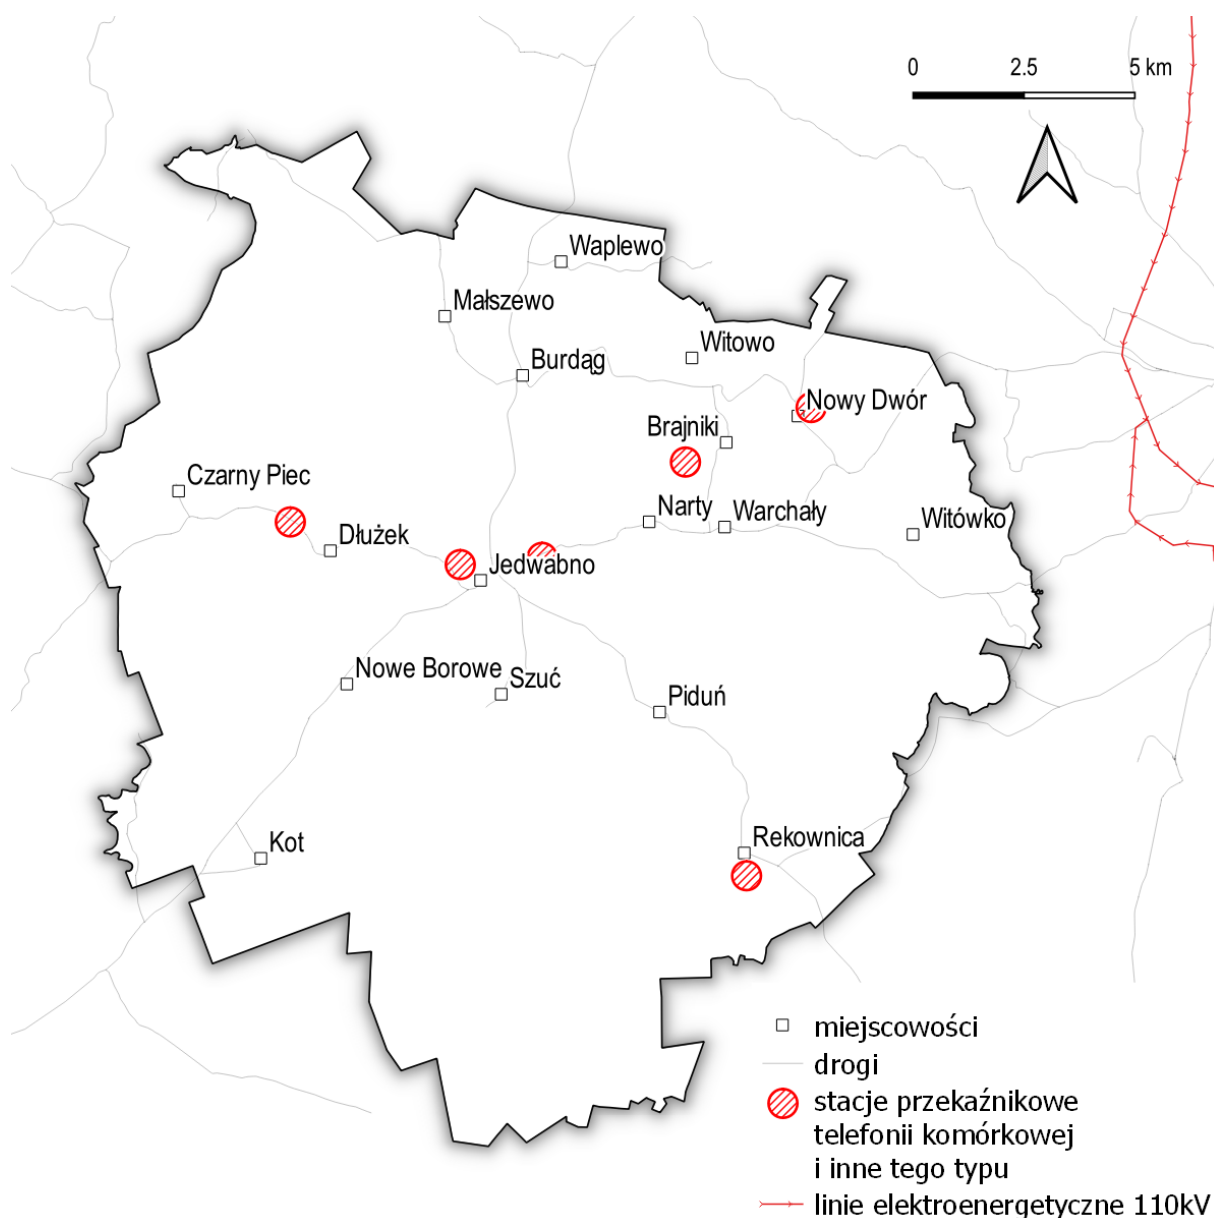 0 2.5 5 km
Waplewo
Małszewo
Witowo
Burdąg
Nowy Dwór
Brajniki
Czarny Piec
Narty
Warchały
Witówko
Dłużek
Jedwabno
Nowe Borowe
Szuć
Piduń
Rekownica
Kot
miejscowości
drogi
stacje przekaźnikowe
telefonii komórkowej
i inne tego typu
linie elektroenergetyczne 110kV